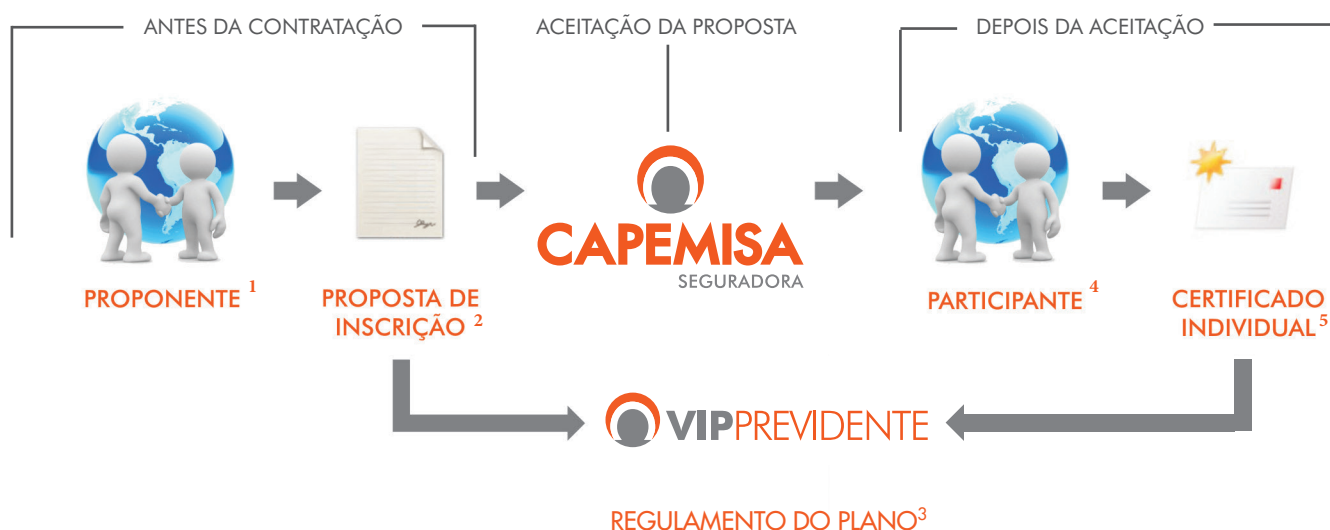 ANTES DA CONTRATAÇÃO
ACEITAÇÃO DA PROPOSTA
DEPOIS DA ACEITAÇÃO
CAPEMISA
SEGURADORA
PROPONENTE 1
PROPOSTA DE
INSCRIÇÃO 2
PARTICIPANTE 4
CERTIFICADO
INDIVIDUAL 5
VIPPREVIDENTE
REGULAMENTO DO PLANO3